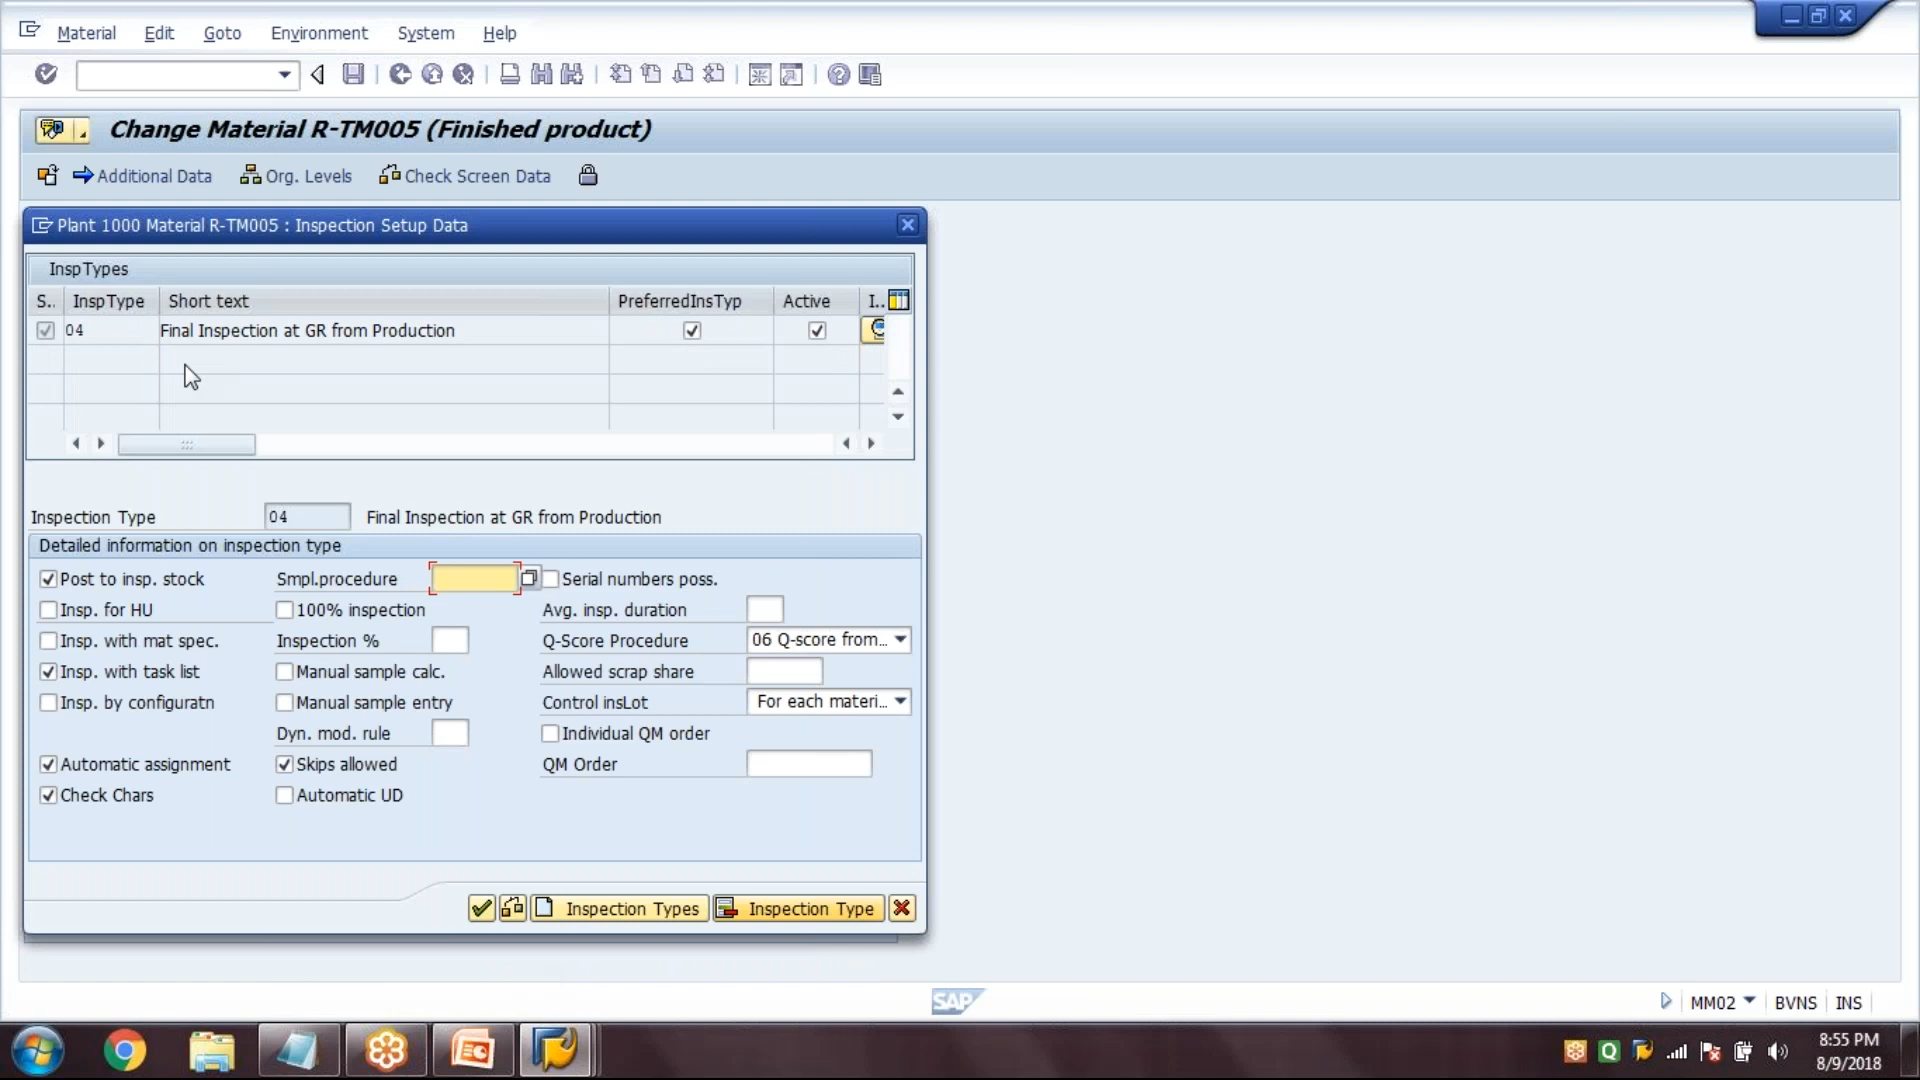 Material Edit Goto Environment System Help
Change Material R-TM005 (Finished product)
Additional Data Org. Levels Check Screen Data
Plant 1000 Material R-TM005 : Inspection Setup Data
InspTypes
S.. InspType Short text PreferredInsTyp Active I..
04 Final Inspection at GR from Production
Inspection Type 04 Final Inspection at GR from Production
Detailed information on inspection type
Post to insp. stock Smpl.procedure Serial numbers poss.
Insp. for HU 100% inspection Avg. insp. duration
Insp. with mat spec. Inspection % Q-Score Procedure 06 Q-score from...
Insp. with task list Manual sample calc. Allowed scrap share
Insp. by configuratn Manual sample entry Control insLot For each materi...
Dyn. mod. rule Individual QM order
Automatic assignment Skips allowed QM Order
Check Chars Automatic UD
Inspection Types Inspection Type
SAP MM02 BVNS INS
8:55 PM
8/9/2018